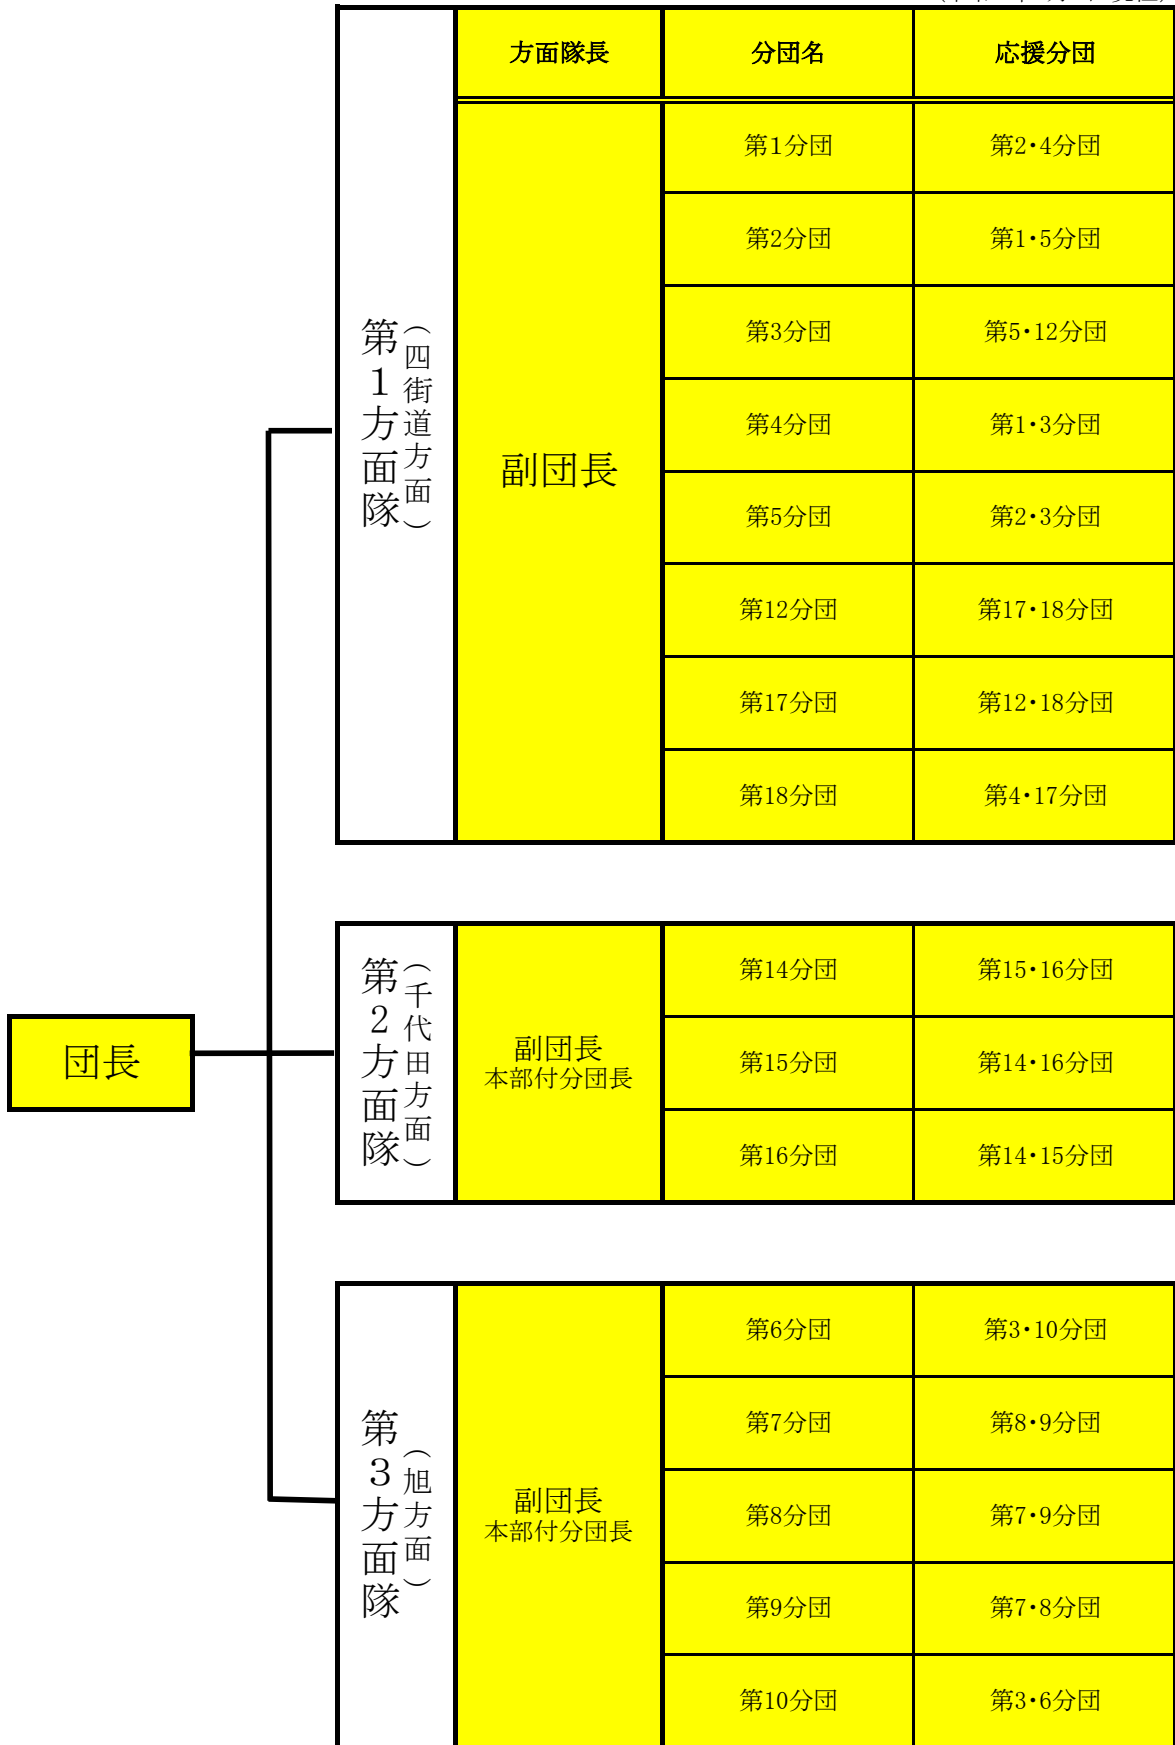 方面隊長 分団名 応援分団
第1方面隊
（四街道方面）
副団長
第1分団 第2・4分団
第2分団 第1・5分団
第3分団 第5・12分団
第4分団 第1・3分団
第5分団 第2・3分団
第12分団 第17・18分団
第17分団 第12・18分団
第18分団 第4・17分団
団長
第2方面隊
（千代田方面）
副団長
本部付分団長
第14分団 第15・16分団
第15分団 第14・16分団
第16分団 第14・15分団
第3方面隊
（旭方面）
副団長
本部付分団長
第6分団 第3・10分団
第7分団 第8・9分団
第8分団 第7・9分団
第9分団 第7・8分団
第10分団 第3・6分団